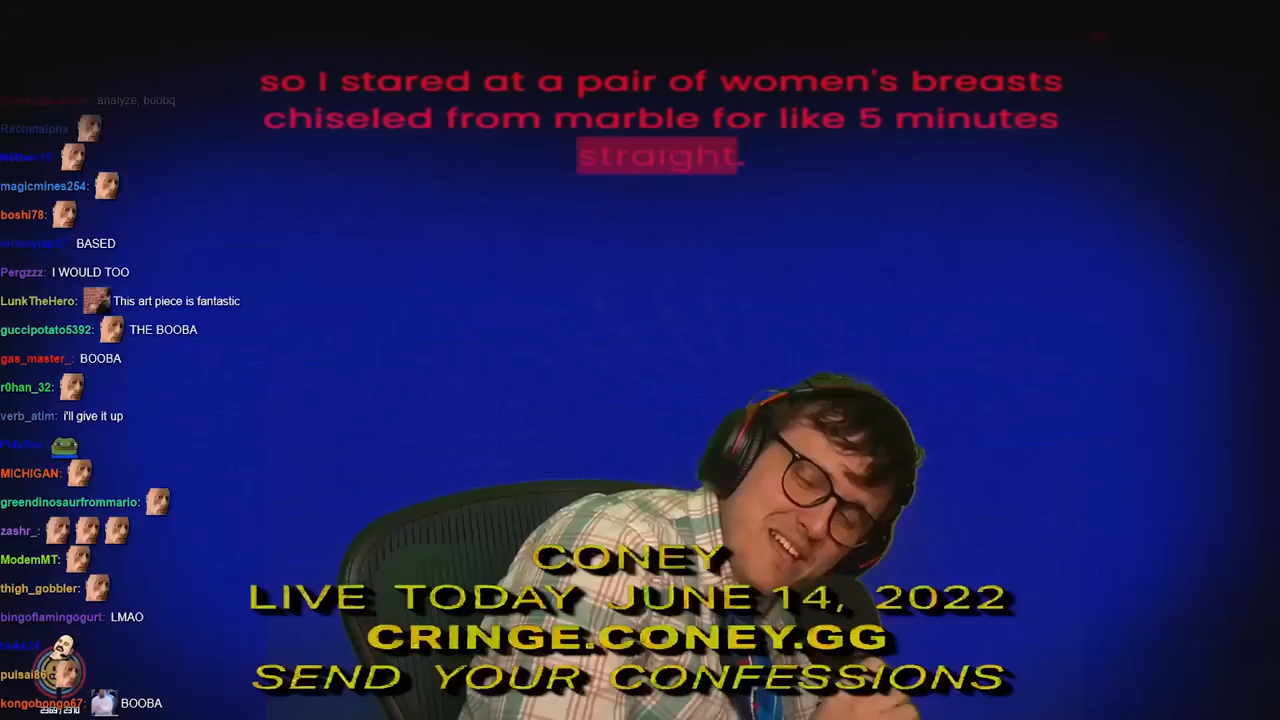 so I stared at a pair of women's breasts
chiseled from marble for like 5 minutes
straight.
analyze, boobq
Rachetalpha
magicmines254:
boshi78:
BASED
Pergzzz: I WOULD TOO
LunkTheHero: This art piece is fantastic
guccipotato5392: THE BOOBA
gas_master_: BOOBA
r0han_32:
verb_atim: i'll give it up
MICHIGAN:
greendinosaurfrommario:
zashr_:
ModemMT:
thigh_gobbler:
bingoflamingogurt: LMAO
pulsai86:
kongobongo67: BOOBA
CONEY
LIVE TODAY JUNE 14, 2022
CRINGE.CONEY.GG
SEND YOUR CONFESSIONS